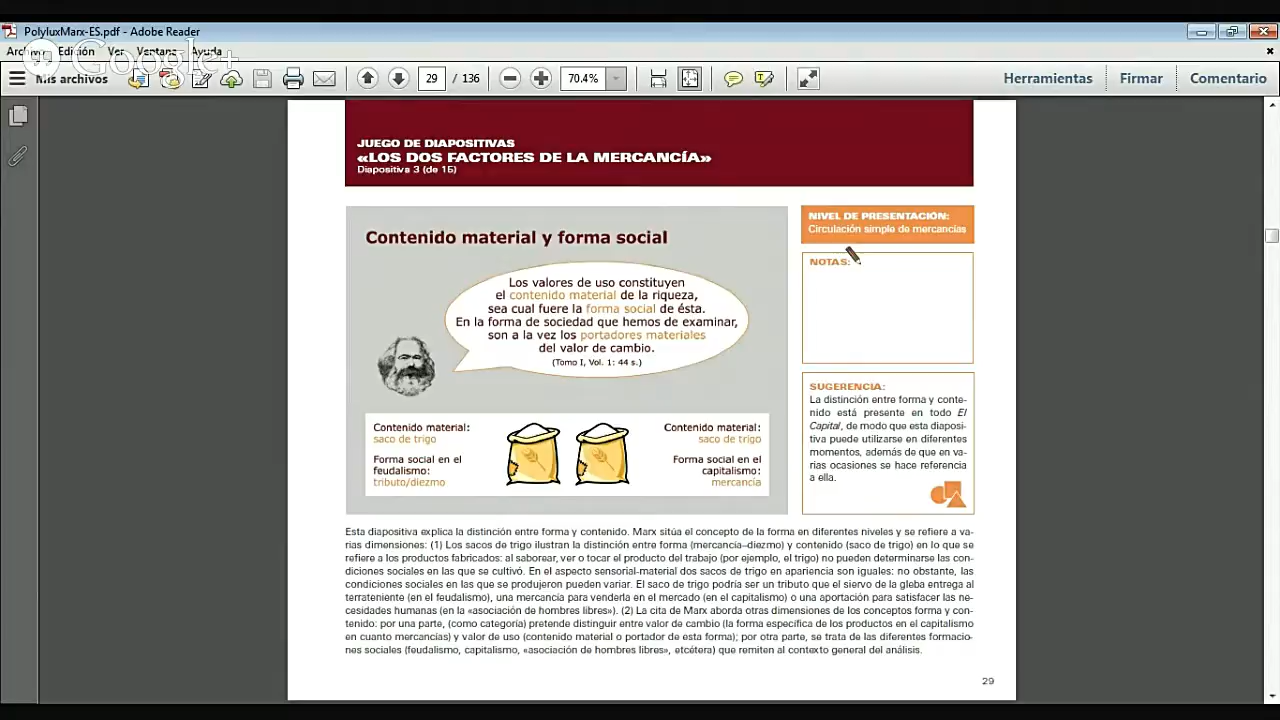 PolyluxMarx-ES.pdf - Adobe Reader
Archivo Edición Ver Ventana Ayuda
Google+
Mis archivos
29 / 136
70.4%
Herramientas Firmar Comentario
JUEGO DE DIAPOSITIVAS
«LOS DOS FACTORES DE LA MERCANCÍA»
Diapositiva 3 (de 15)
Contenido material y forma social
Los valores de uso constituyen
el contenido material de la riqueza,
sea cual fuere la forma social de ésta.
En la forma de sociedad que hemos de examinar,
son a la vez los portadores materiales
del valor de cambio.
(Tomo I, Vol. 1: 44 s.)
Contenido material:
saco de trigo
Forma social en el
feudalismo:
tributo/diezmo
Contenido material:
saco de trigo
Forma social en el
capitalismo:
mercancía
NIVEL DE PRESENTACIÓN:
Circulación simple de mercancías
NOTAS:
SUGERENCIA:
La distinción entre forma y conte-
nido está presente en todo El
Capital, de modo que esta diaposi-
tiva puede utilizarse en diferentes
momentos, además de que en va-
rias ocasiones se hace referencia
a ella.
Esta diapositiva explica la distinción entre forma y contenido. Marx sitúa el concepto de la forma en diferentes niveles y se refiere a va-
rias dimensiones: (1) Los sacos de trigo ilustran la distinción entre forma (mercancía–diezmo) y contenido (saco de trigo) en lo que se
refiere a los productos fabricados: al saborear, ver o tocar el producto del trabajo (por ejemplo, el trigo) no pueden determinarse las con-
diciones sociales en las que se cultivó. En el aspecto sensorial-material dos sacos de trigo en apariencia son iguales: no obstante, las
condiciones sociales en las que se produjeron pueden variar. El saco de trigo podría ser un tributo que el siervo de la gleba entrega al
terrateniente (en el feudalismo), una mercancía para venderla en el mercado (en el capitalismo) o una aportación para satisfacer las ne-
cesidades humanas (en la «asociación de hombres libres»). (2) La cita de Marx aborda otras dimensiones de los conceptos forma y con-
tenido: por una parte, (como categoría) pretende distinguir entre valor de cambio (la forma específica de los productos en el capitalismo
en cuanto mercancías) y valor de uso (contenido material o portador de esta forma); por otra parte, se trata de las diferentes formacio-
nes sociales (feudalismo, capitalismo, «asociación de hombres libres», etcétera) que remiten al contexto general del análisis.
29